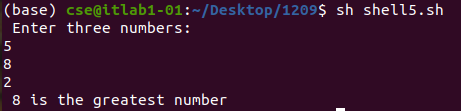 (base) cse@itlab1-01:~/Desktop/1209$ sh shell5.sh
Enter three numbers:
5
8
2
8 is the greatest number